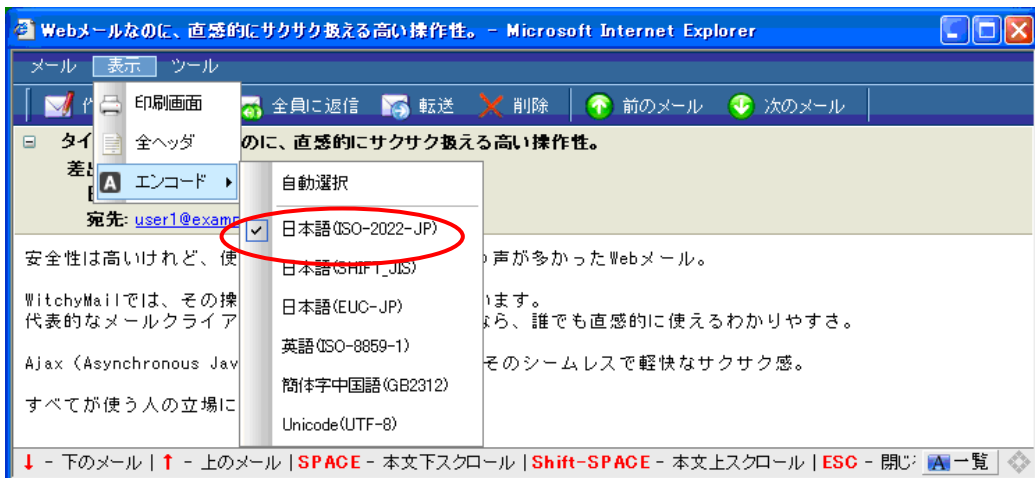 Webメールなのに、直感的にサクサク扱える高い操作性。 - Microsoft Internet Explorer
メール 表示 ツール
全員に返信 転送 削除 前のメール 次のメール
印刷画面
全ヘッダ
エンコード
タイ のに、直感的にサクサク扱える高い操作性。
差出
宛先: user1@examp
自動選択
日本語(ISO-2022-JP)
日本語(SHIFT_JIS)
日本語(EUC-JP)
英語(ISO-8859-1)
簡体字中国語(GB2312)
Unicode(UTF-8)
安全性は高いけれど、使 声が多かったWebメール。
WitchyMailでは、その操 います。
代表的なメールクライア なら、誰でも直感的に使えるわかりやすさ。
Ajax (Asynchronous Jav そのシームレスで軽快なサクサク感。
すべてが使う人の立場に
↓ - 下のメール | ↑ - 上のメール | SPACE - 本文下スクロール | Shift-SPACE - 本文上スクロール | ESC - 閉じ A 一覧